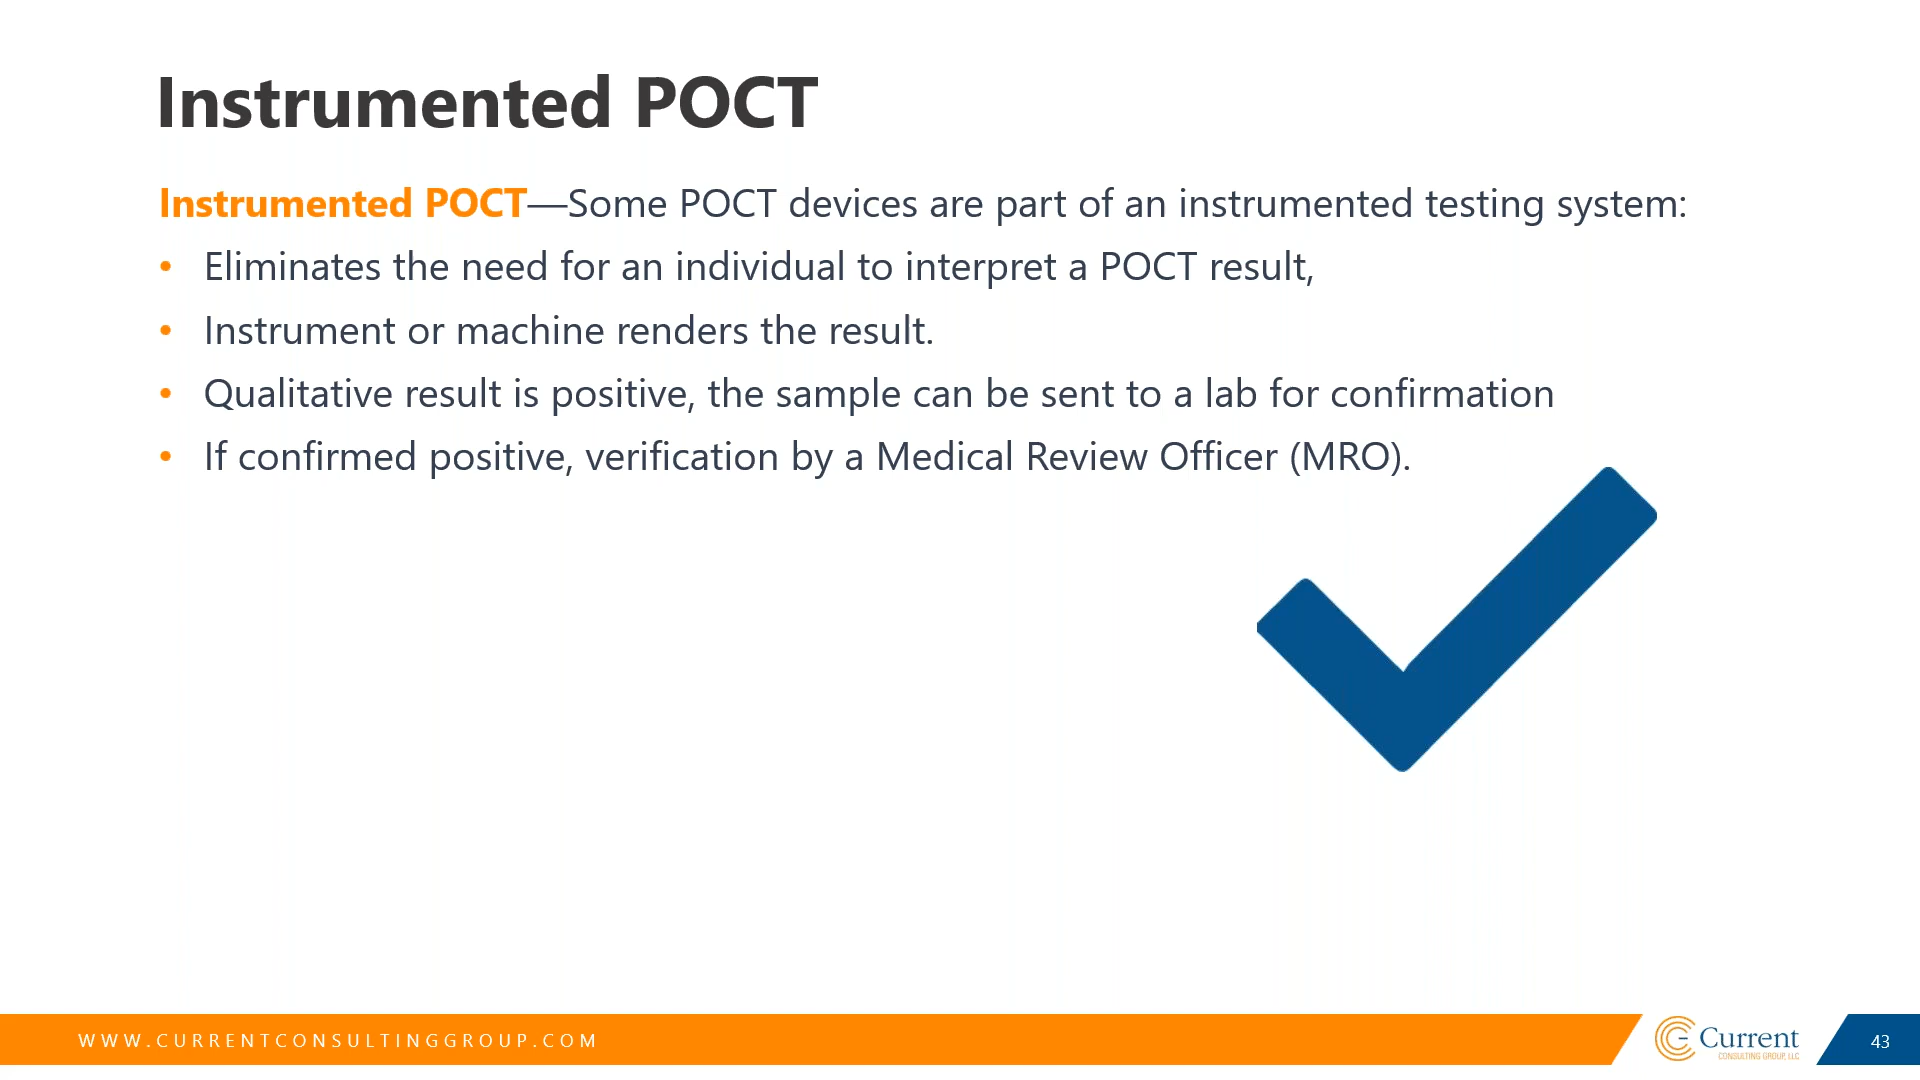 Instrumented POCT
Instrumented POCT—Some POCT devices are part of an instrumented testing system:
• Eliminates the need for an individual to interpret a POCT result,
• Instrument or machine renders the result.
• Qualitative result is positive, the sample can be sent to a lab for confirmation
• If confirmed positive, verification by a Medical Review Officer (MRO).
WWW.CURRENTCONSULTINGGROUP.COM
Current
CONSULTING GROUP, LLC
43